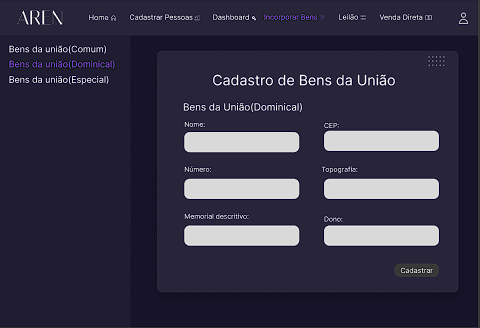 AREN
Home Cadastrar Pessoas Dashboard Incorporar Bens Leilão Venda Direta
Bens da união(Comum)
Bens da união(Dominical)
Bens da união(Especial)
Cadastro de Bens da União
Bens da União(Dominical)
Nome: CEP:
Número: Topografia:
Memorial descritivo: Dono:
Cadastrar